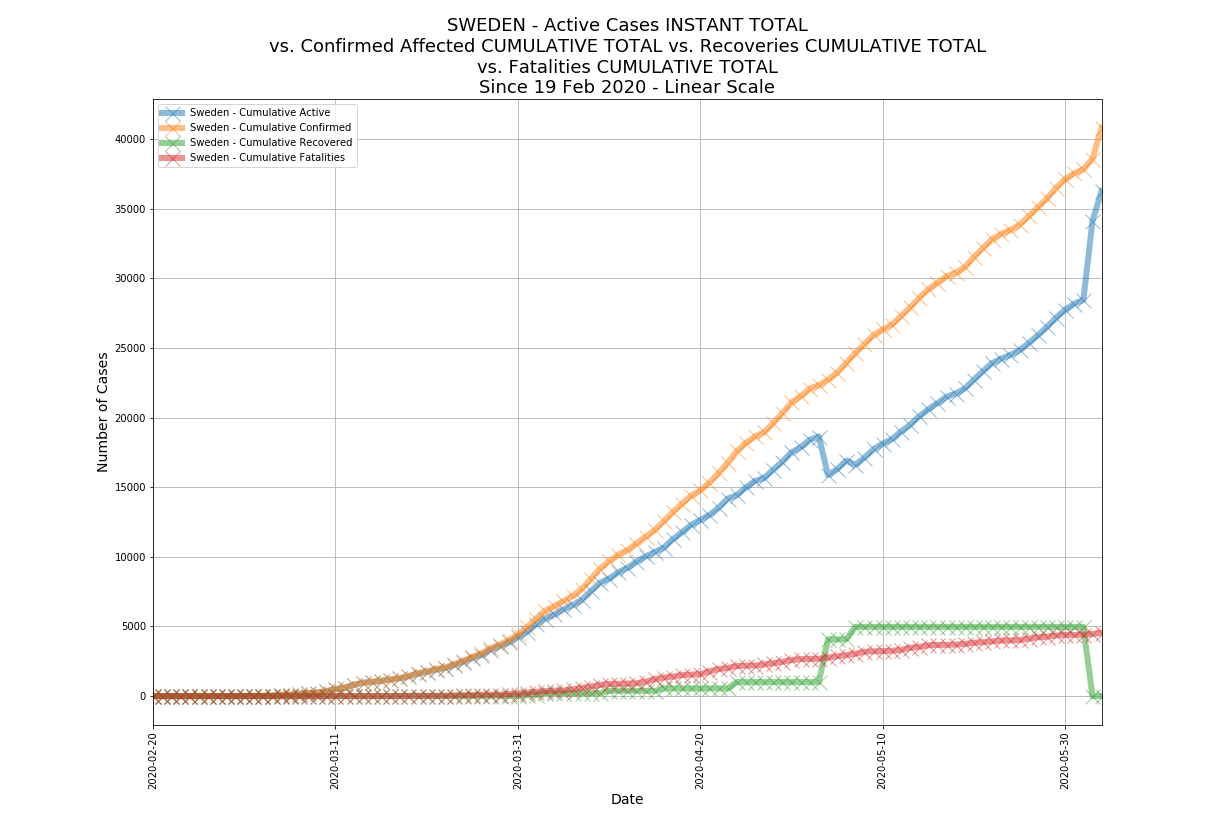 SWEDEN - Active Cases INSTANT TOTAL
vs. Confirmed Affected CUMULATIVE TOTAL vs. Recoveries CUMULATIVE TOTAL
vs. Fatalities CUMULATIVE TOTAL
Since 19 Feb 2020 - Linear Scale
Sweden - Cumulative Active
Sweden - Cumulative Confirmed
Sweden - Cumulative Recovered
Sweden - Cumulative Fatalities
Number of Cases
40000
35000
30000
25000
20000
15000
10000
5000
0
2020-02-20
2020-03-11
2020-03-31
2020-04-20
2020-05-10
2020-05-30
Date